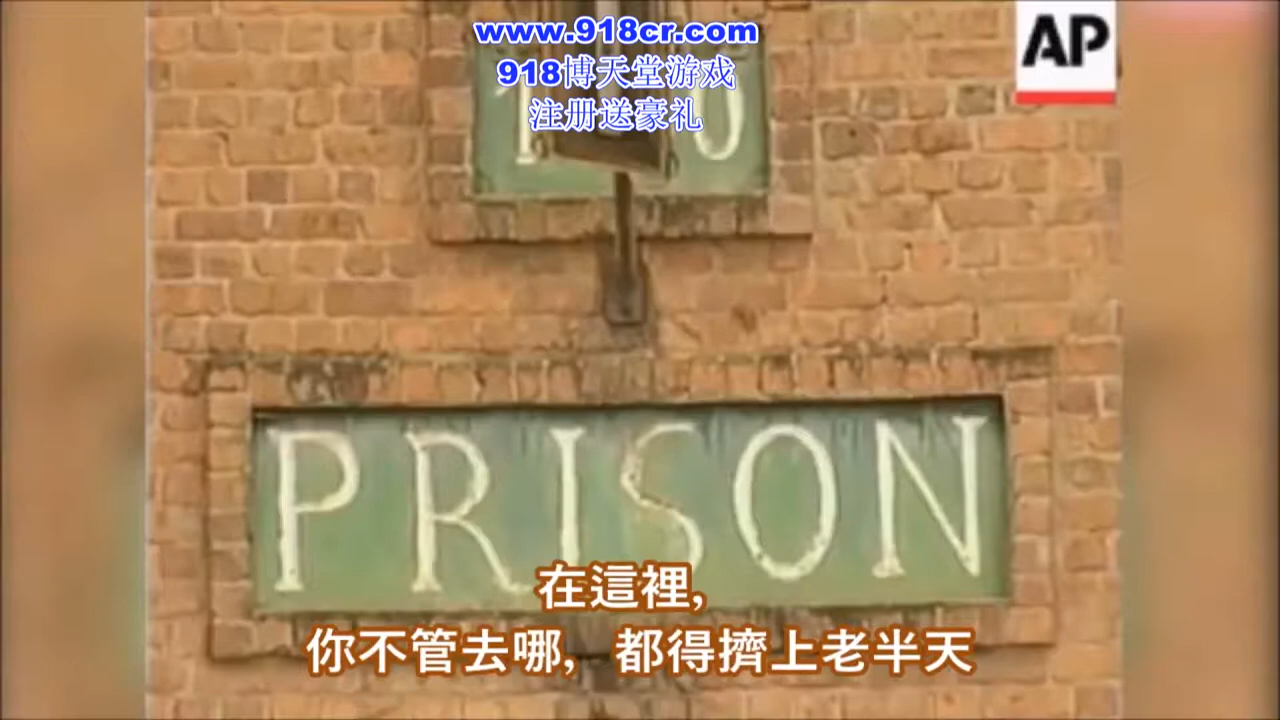 www.918cr.com
918博天堂游戏
注册送豪礼
AP
PRISON
在這裡,
你不管去哪, 都得擠上老半天